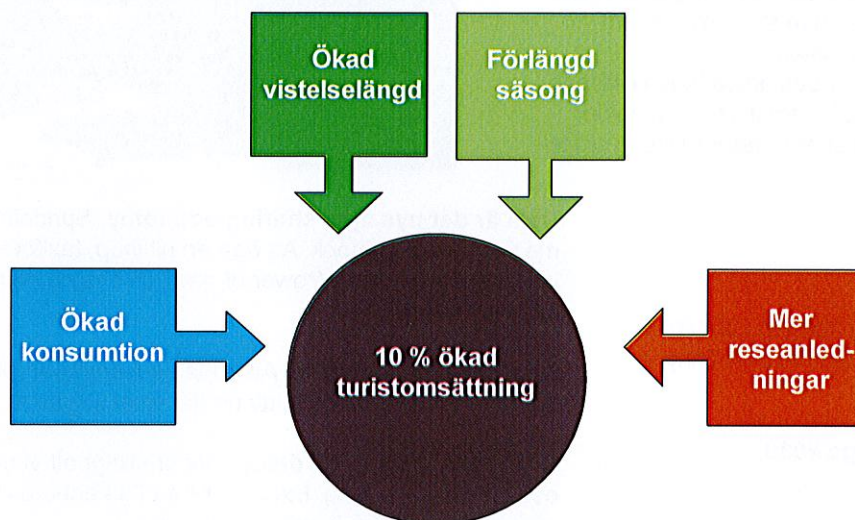 Ökad
vistelselängd
Förlängd
säsong
Ökad
konsumtion
10 % ökad
turistomsättning
Mer
reseanled-
ningar